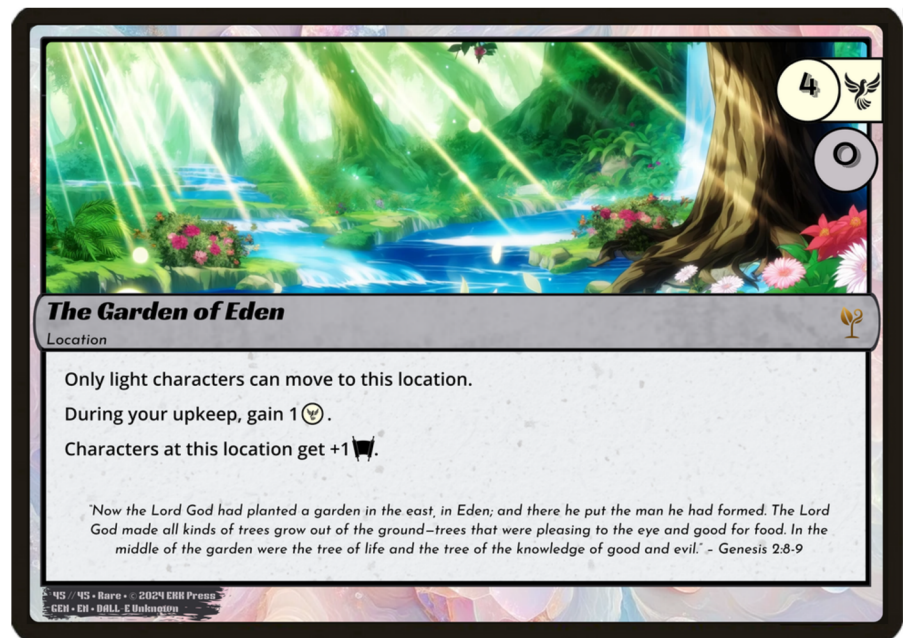 4
0
The Garden of Eden
Location
Only light characters can move to this location.
During your upkeep, gain 1.
Characters at this location get +1.
"Now the Lord God had planted a garden in the east, in Eden; and there he put the man he had formed. The Lord
God made all kinds of trees grow out of the ground—trees that were pleasing to the eye and good for food. In the
middle of the garden were the tree of life and the tree of the knowledge of good and evil." – Genesis 2:8-9
45 // 45 • Rare • © 2024 EKK Press
GEN • EN • DALL-E Unknown